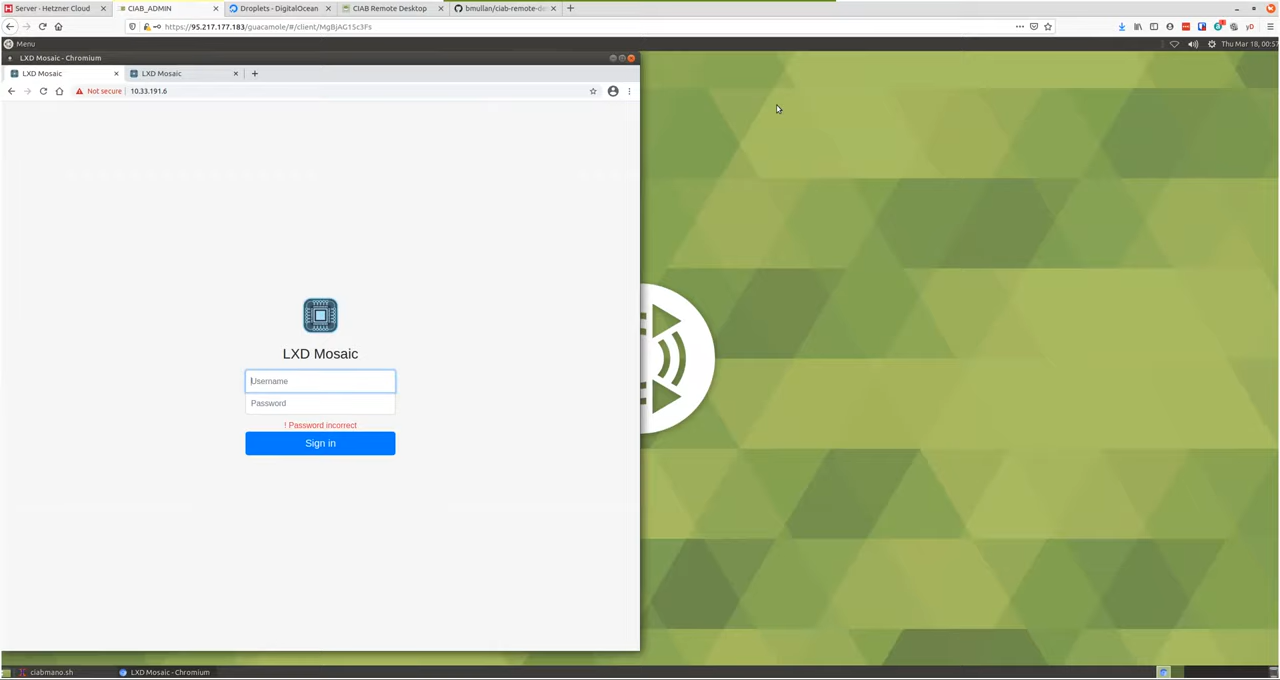 Server - Hetzner Cloud
CIAB_ADMIN
Droplets - DigitalOcean
CIAB Remote Desktop
bmullan/ciab-remote-de
https://95.217.177.183/guacamole/#/client/MgBjAG15c3Fs
Menu
Thu Mar 18, 00:57
LXD Mosaic - Chromium
LXD Mosaic
LXD Mosaic
Not secure
10.33.191.6
LXD Mosaic
Username
Password
! Password incorrect
Sign in
ciabmano.sh
LXD Mosaic - Chromium